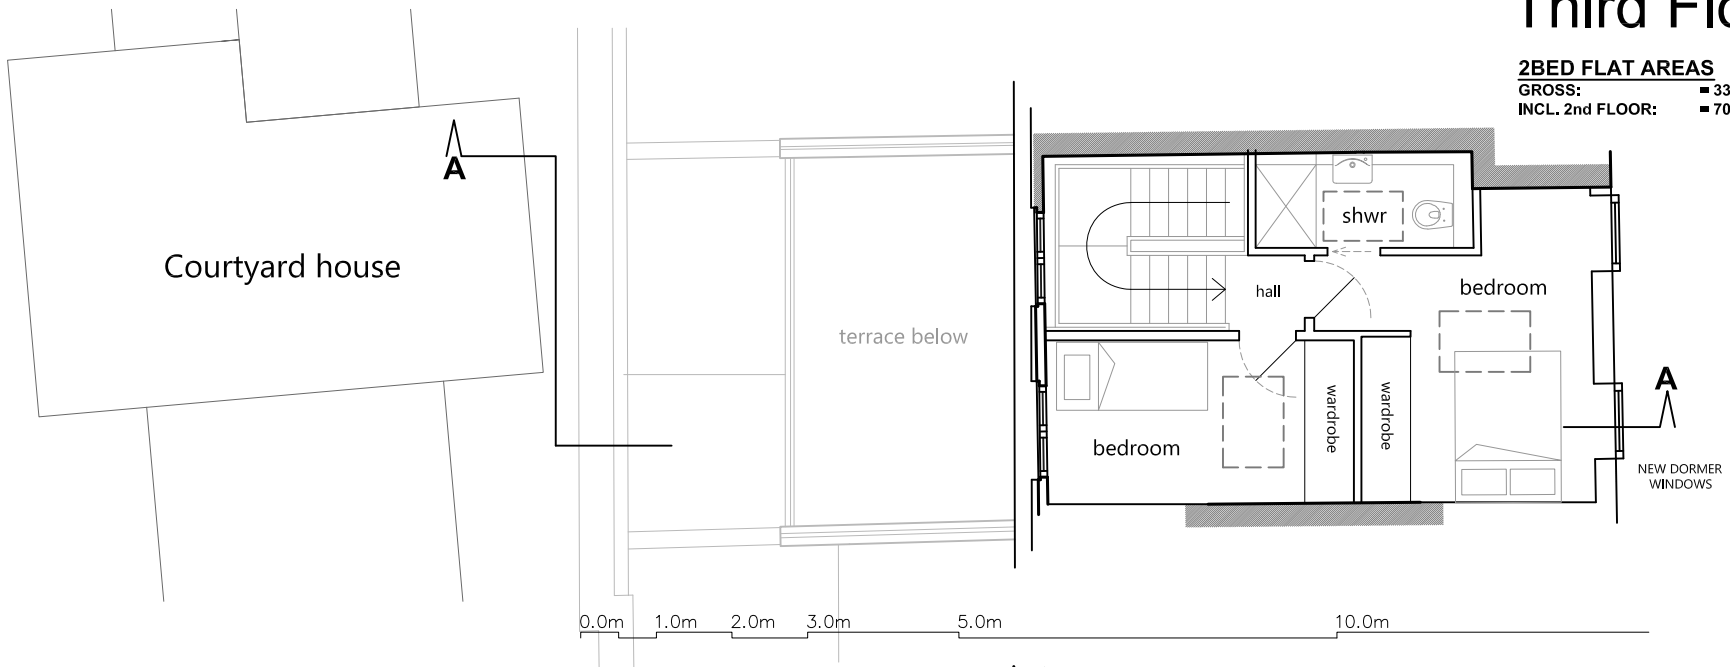 Third Flo
2BED FLAT AREAS
GROSS: = 33
INCL. 2nd FLOOR: = 70
A
Courtyard house
terrace below
shwr
hall
bedroom
bedroom
wardrobe
wardrobe
A
NEW DORMER
WINDOWS
0.0m 1.0m 2.0m 3.0m 5.0m 10.0m